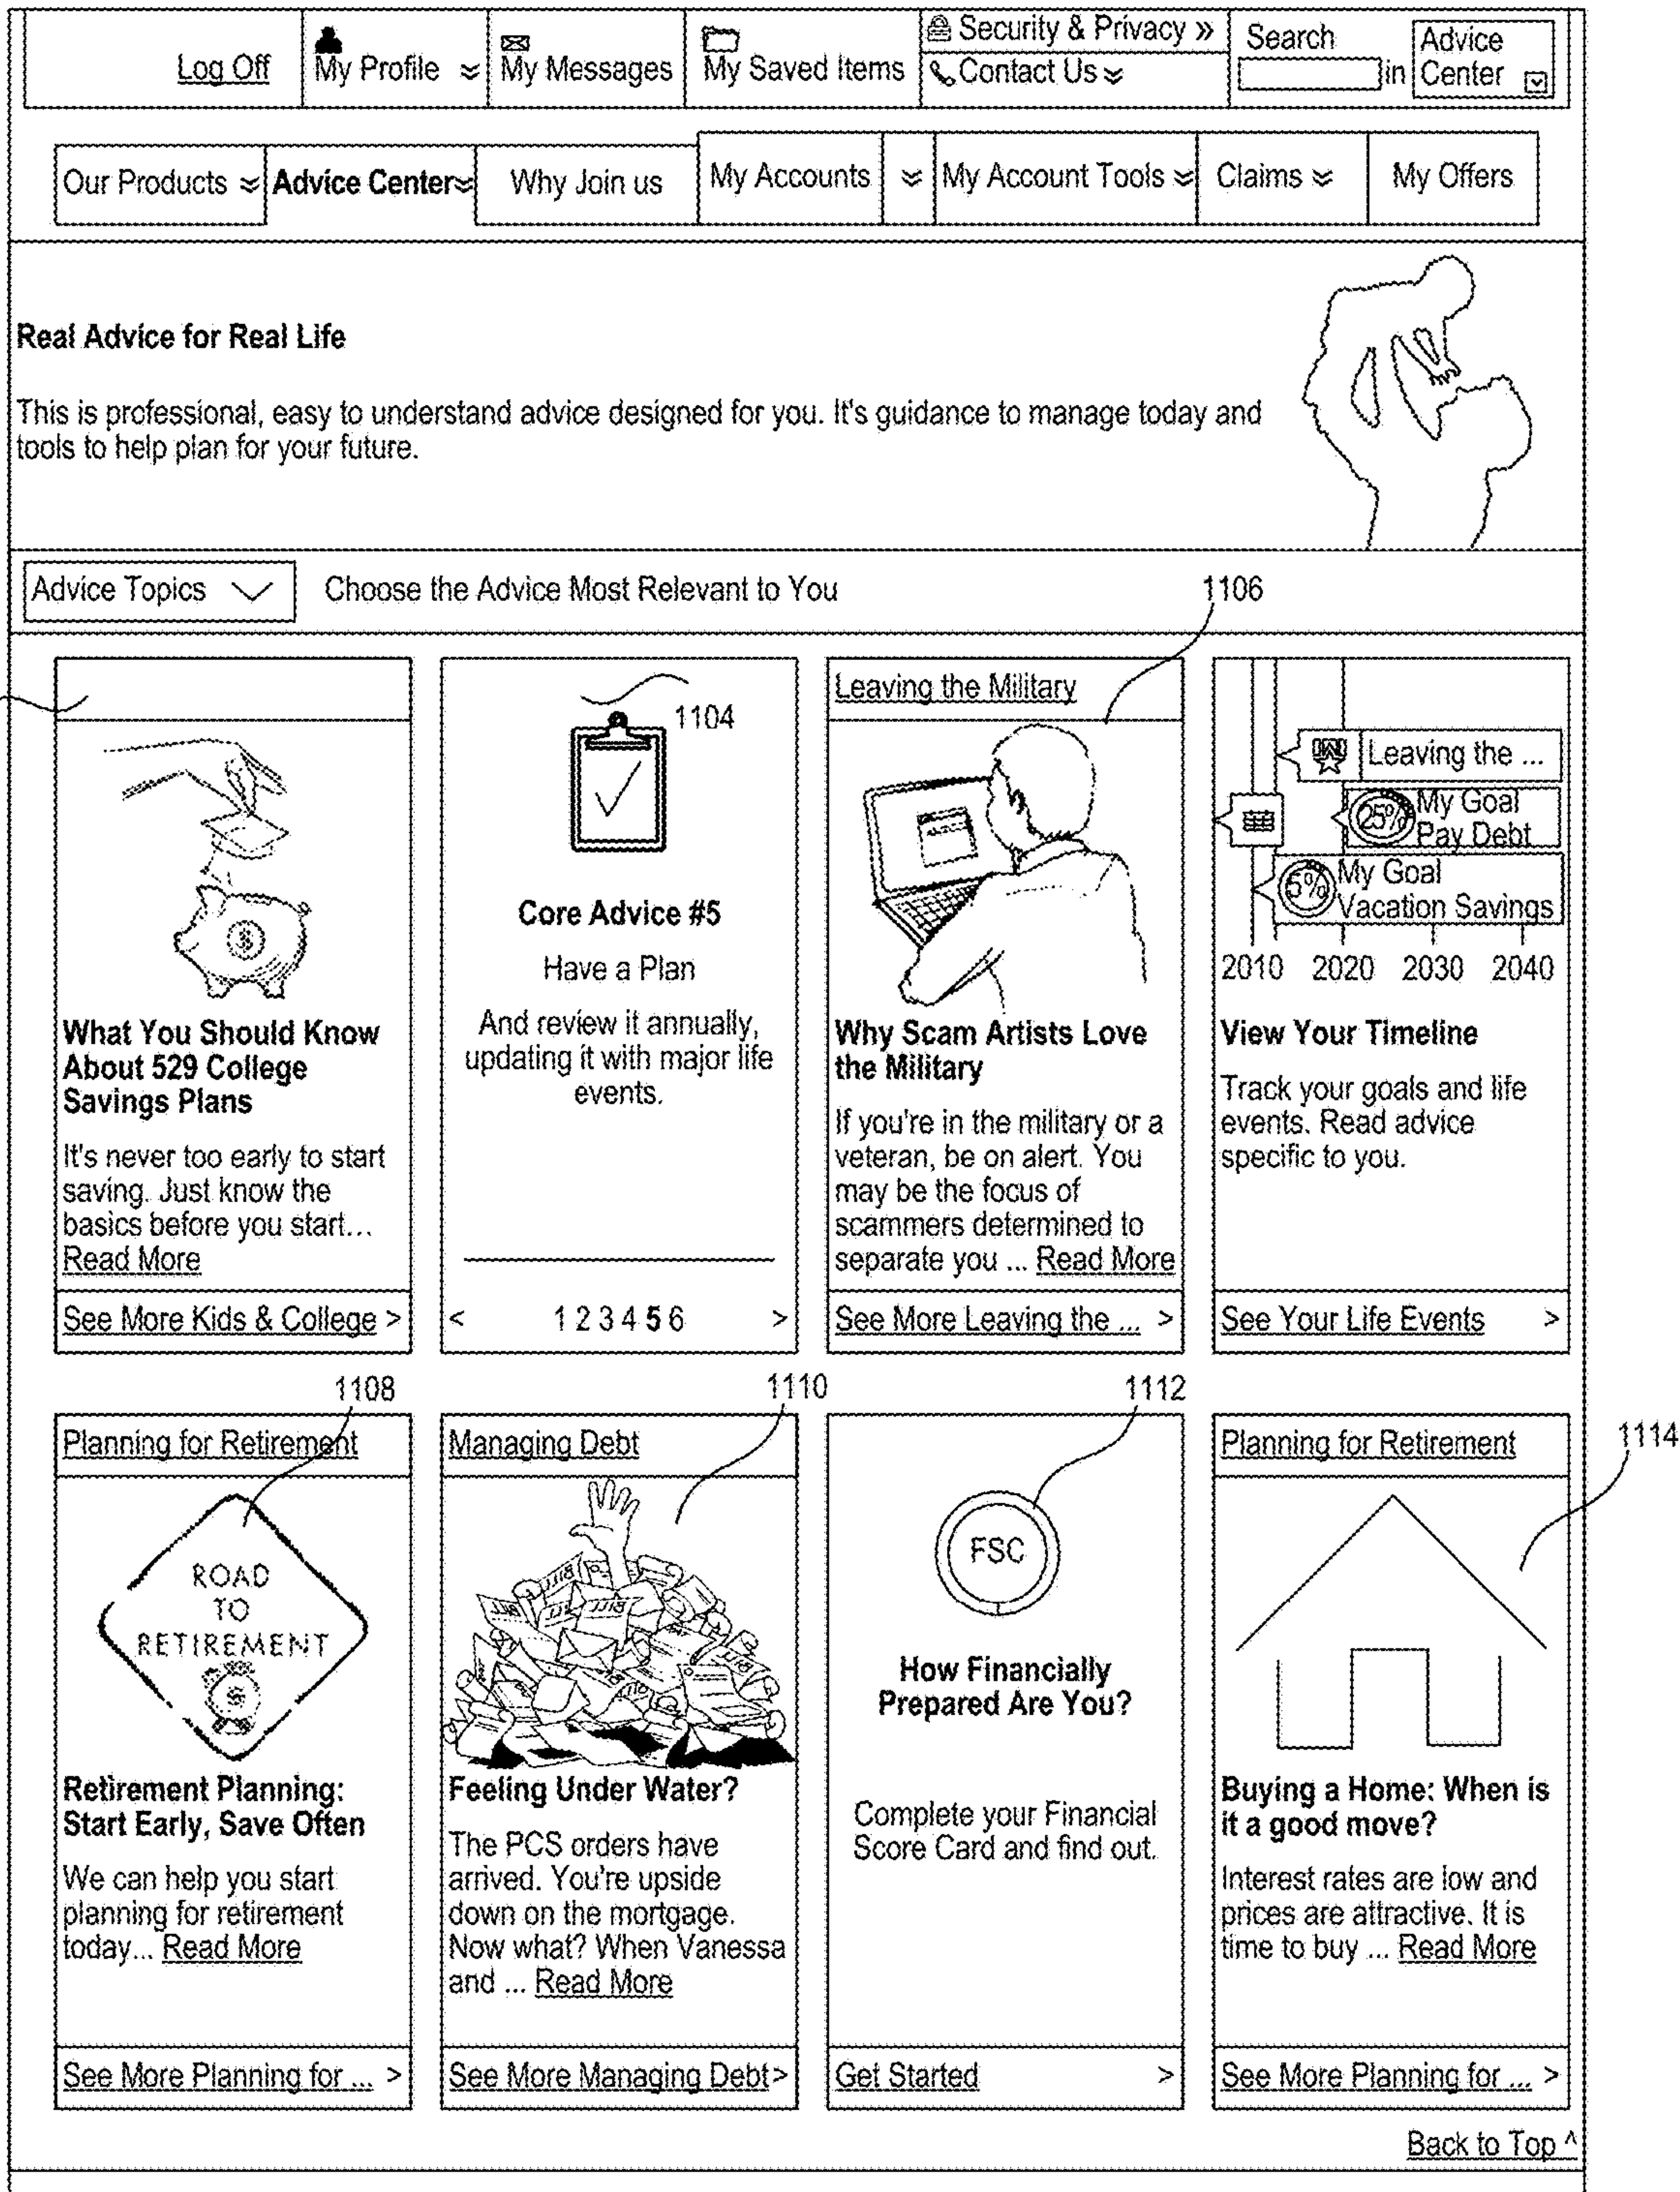 Log Off
My Profile
My Messages
My Saved Items
Security & Privacy »
Contact Us
Search
in
Advice
Center
Our Products
Advice Center
Why Join us
My Accounts
My Account Tools
Claims
My Offers
Real Advice for Real Life
This is professional, easy to understand advice designed for you. It's guidance to manage today and
tools to help plan for your future.
Advice Topics
Choose the Advice Most Relevant to You
1106
What You Should Know
About 529 College
Savings Plans
It's never too early to start
saving. Just know the
basics before you start...
Read More
See More Kids & College >
1104
Core Advice #5
Have a Plan
And review it annually,
updating it with major life
events.
< 1 2 3 4 5 6 >
Leaving the Military
Why Scam Artists Love
the Military
If you're in the military or a
veteran, be on alert. You
may be the focus of
scammers determined to
separate you ... Read More
See More Leaving the ... >
Leaving the ...
25%
My Goal
Pay Debt
5%
My Goal
Vacation Savings
2010 2020 2030 2040
View Your Timeline
Track your goals and life
events. Read advice
specific to you.
See Your Life Events >
1108
1110
1112
1114
Planning for Retirement
ROAD
TO
RETIREMENT
$
Retirement Planning:
Start Early, Save Often
We can help you start
planning for retirement
today... Read More
See More Planning for ... >
Managing Debt
BILL
BILL
BILL
Feeling Under Water?
The PCS orders have
arrived. You're upside
down on the mortgage.
Now what? When Vanessa
and ... Read More
See More Managing Debt >
FSC
How Financially
Prepared Are You?
Complete your Financial
Score Card and find out.
Get Started >
Planning for Retirement
Buying a Home: When is
it a good move?
Interest rates are low and
prices are attractive. It is
time to buy ... Read More
See More Planning for ... >
Back to Top ^